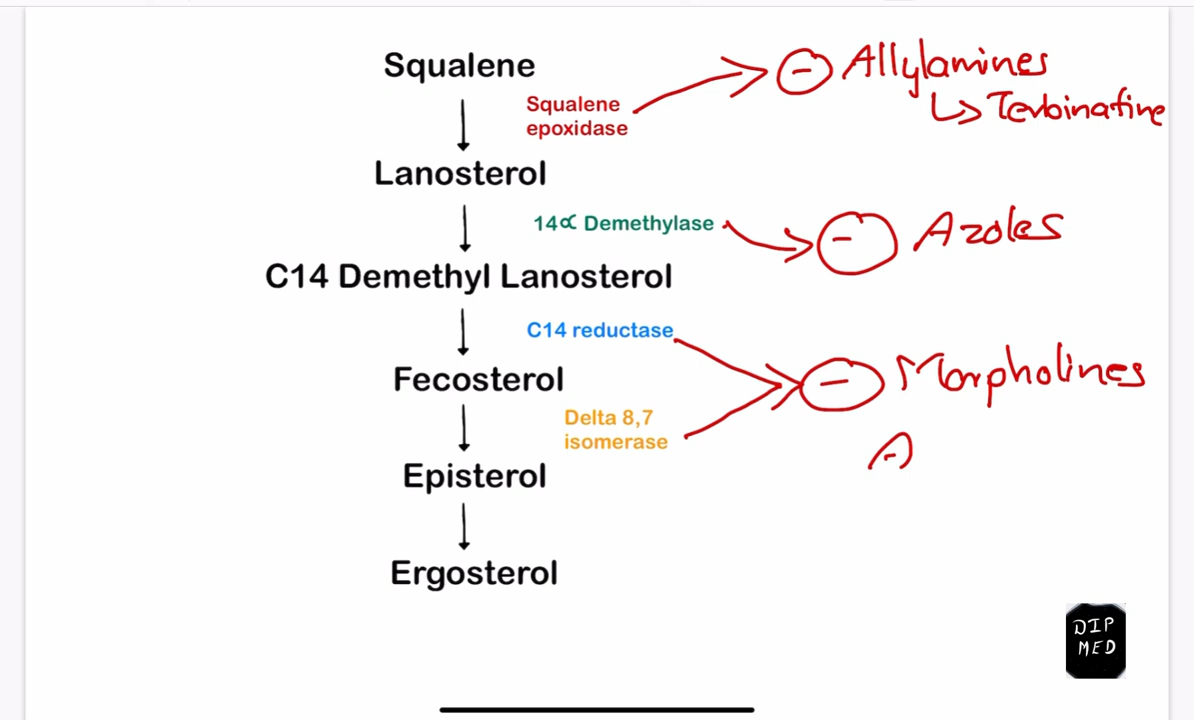 Squalene
Squalene
epoxidase
⊖ Allylamines
↳ Terbinafine
Lanosterol
14∝ Demethylase
⊖ Azoles
C14 Demethyl Lanosterol
C14 reductase
⊖ Morpholines
Fecosterol
Delta 8,7
isomerase
A
Episterol
Ergosterol
DIP
MED